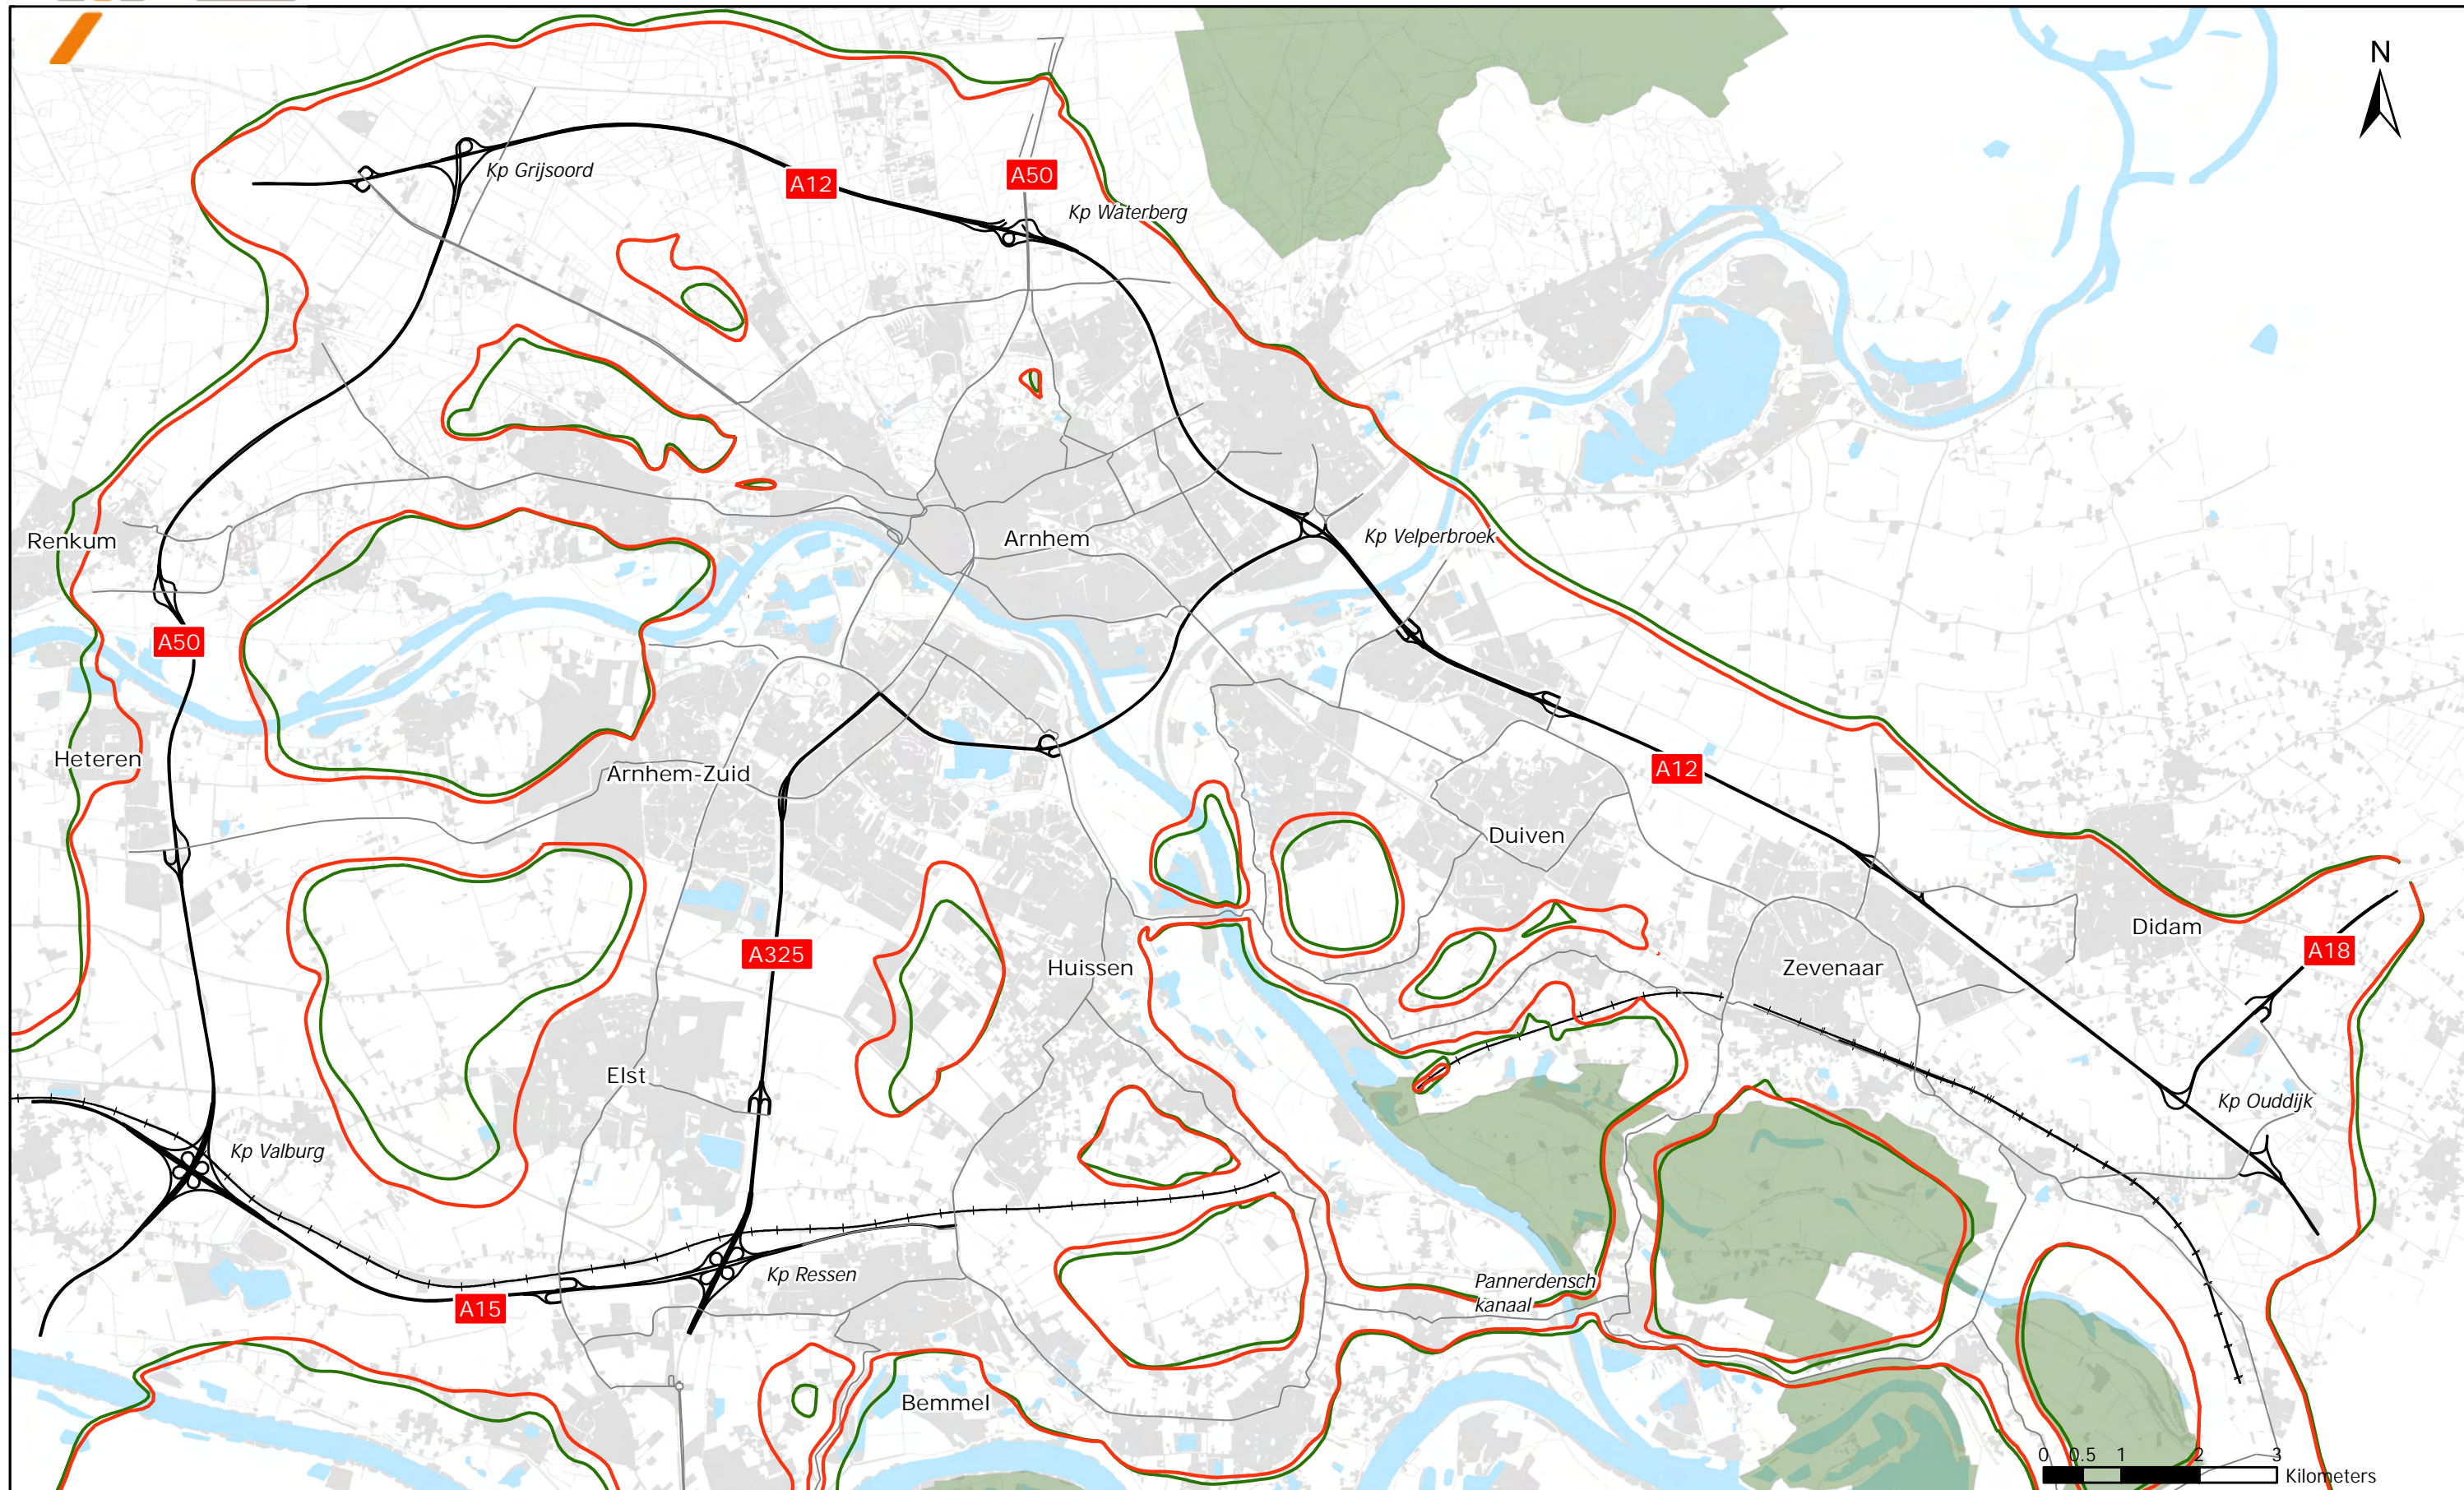 N
Kp Grijsoord
A12
A50
Kp Waterberg
Renkum
Arnhem
Kp Velperbroek
A50
Heteren
Arnhem-Zuid
A12
Duiven
A325
Huissen
Zevenaar
Didam
A18
Elst
Kp Ouddijk
Kp Valburg
Kp Ressen
A15
Pannerdensch
kanaal
Bemmel
0 0.5 1 2 3
Kilometers